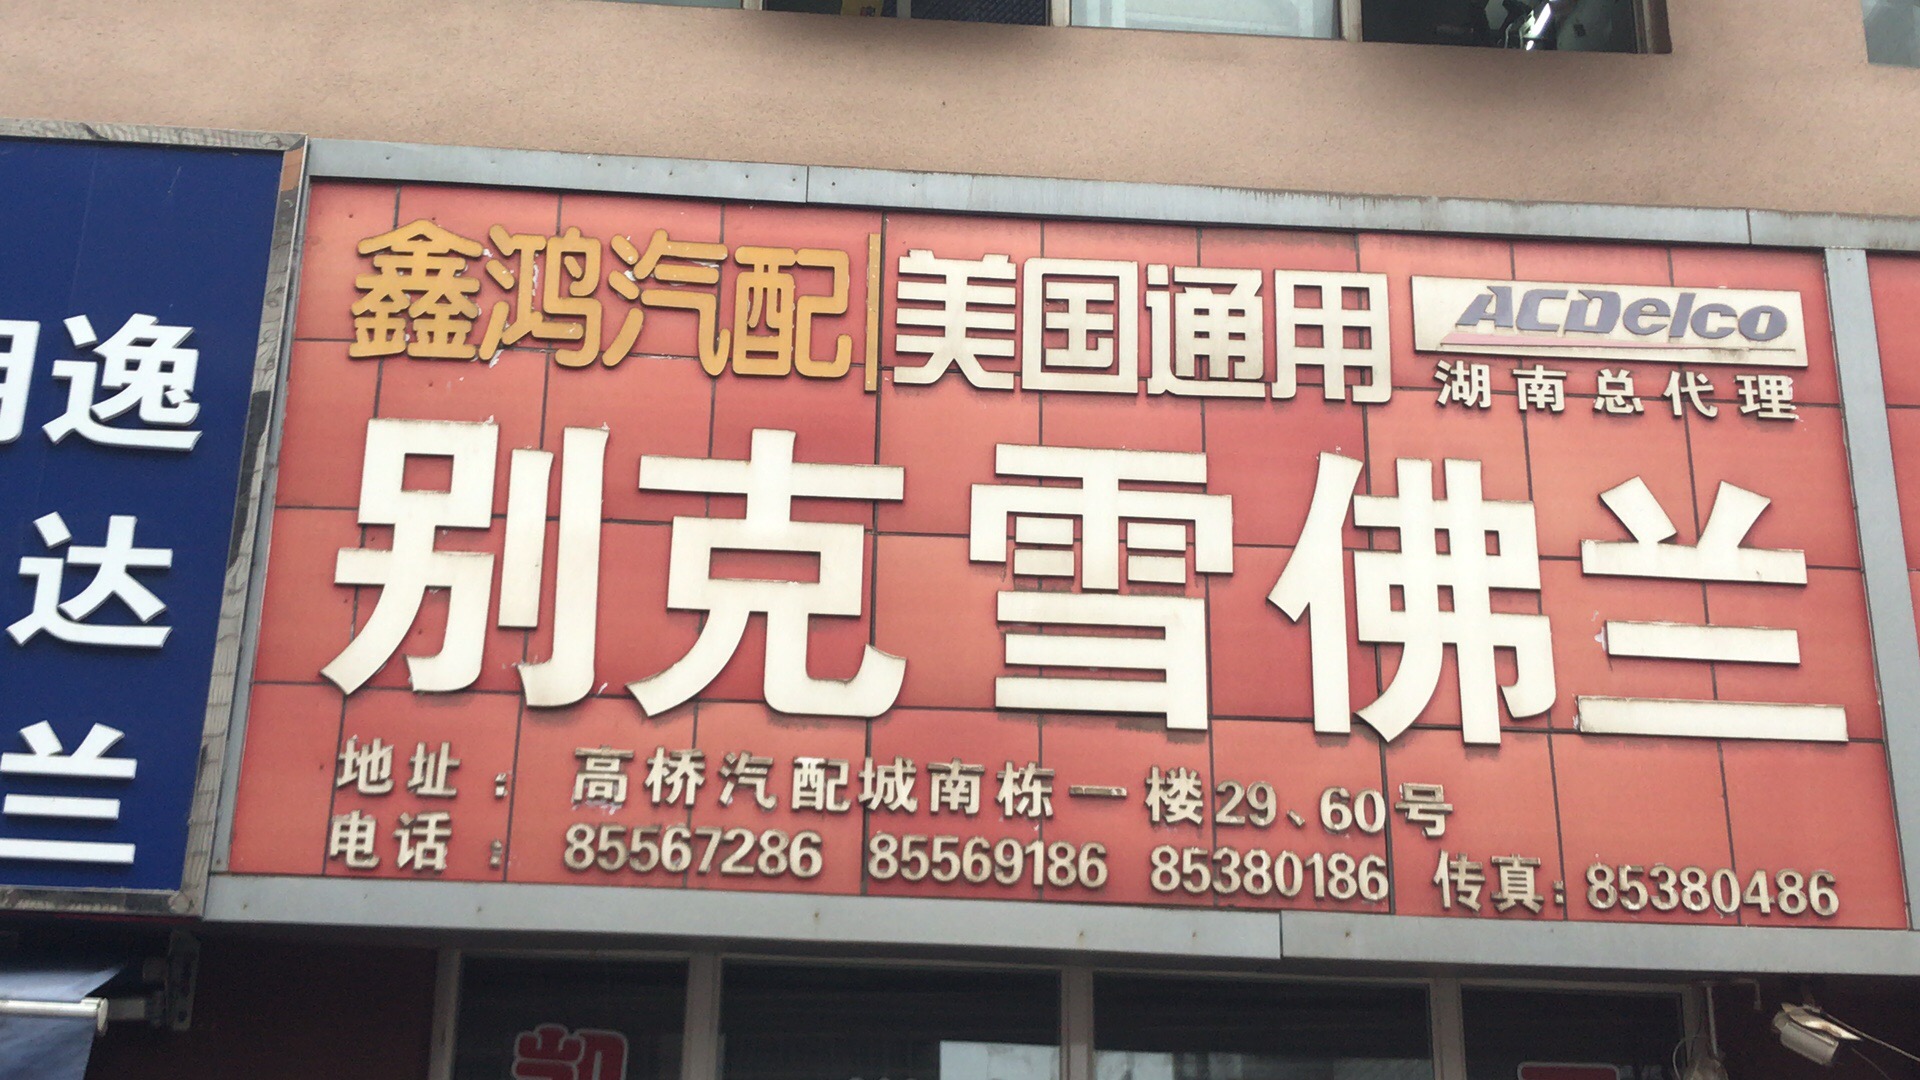 鑫鸿汽配 美国通用 ACDelco
湖南总代理
别克 雪佛兰
地址：高桥汽配城南栋一楼29、60号
电话：85567286 85569186 85380186 传真：85380486
逸
达
兰